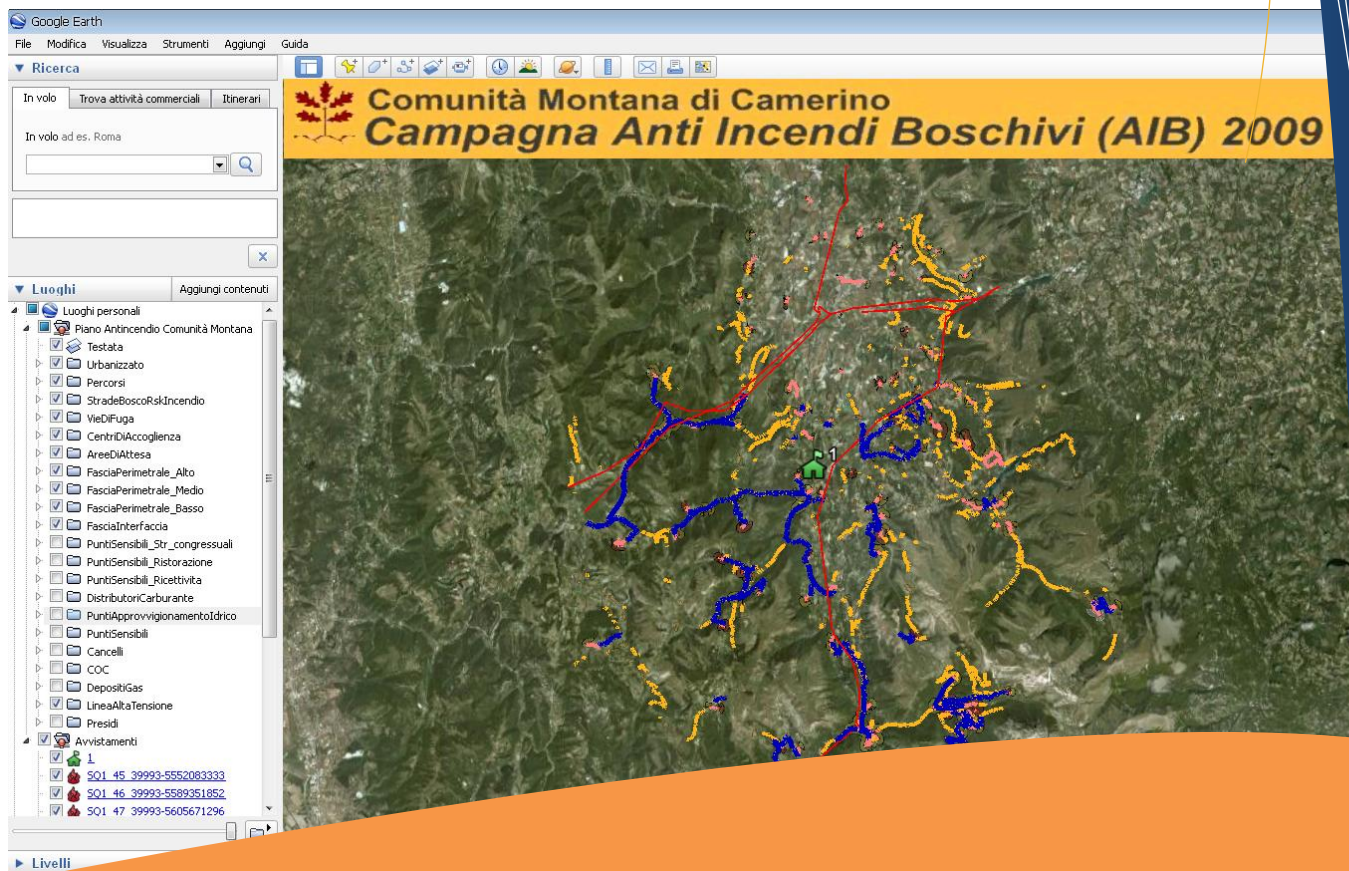 Google Earth
File Modifica Visualizza Strumenti Aggiungi Guida
Ricerca
In volo Trova attività commerciali Itinerari
In volo ad es. Roma
Luoghi Aggiungi contenuti
Luoghi personali
Piano Antincendio Comunità Montana
Testata
Urbanizzato
Percorsi
StradeBoscoRskIncendio
VieDiFuga
CentriDiAccoglienza
AreeDiAttesa
FasciaPerimetrale_Alto
FasciaPerimetrale_Medio
FasciaPerimetrale_Basso
FasciaInterfaccia
PuntiSensibili_Str_congressuali
PuntiSensibili_Ristorazione
PuntiSensibili_Ricettivita
DistributoriCarburante
PuntiApprovvigionamentoIdrico
PuntiSensibili
Cancelli
COC
DepositiGas
LineaAltaTensione
Presidi
Avvistamenti
1
SQ1_45_39993-5552083333
SQ1_46_39993-5589351852
SQ1_47_39993-5605671296
Livelli
Comunità Montana di Camerino
Campagna Anti Incendi Boschivi (AIB) 2009
1